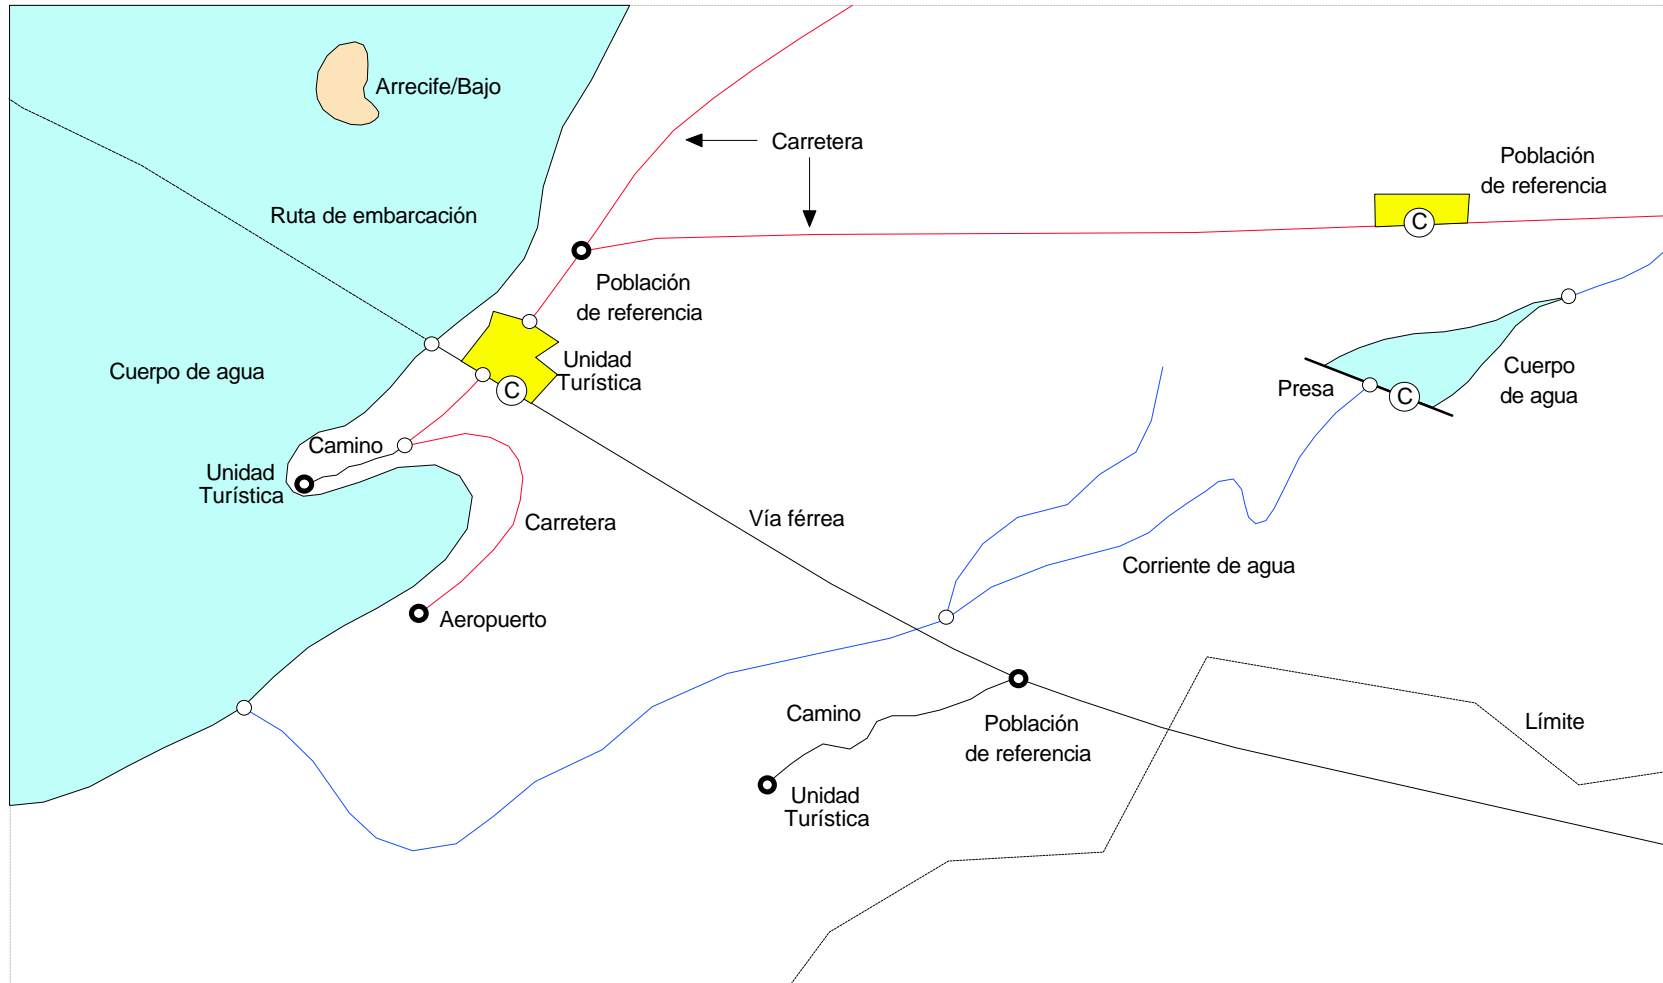 Arrecife/Bajo
Carretera
Población
de referencia
Ruta de embarcación
C
Población
de referencia
Cuerpo de agua
Unidad
Turística
C
Presa
C
Cuerpo
de agua
Camino
Unidad
Turística
Carretera
Vía férrea
Corriente de agua
Aeropuerto
Camino
Población
de referencia
Límite
Unidad
Turística